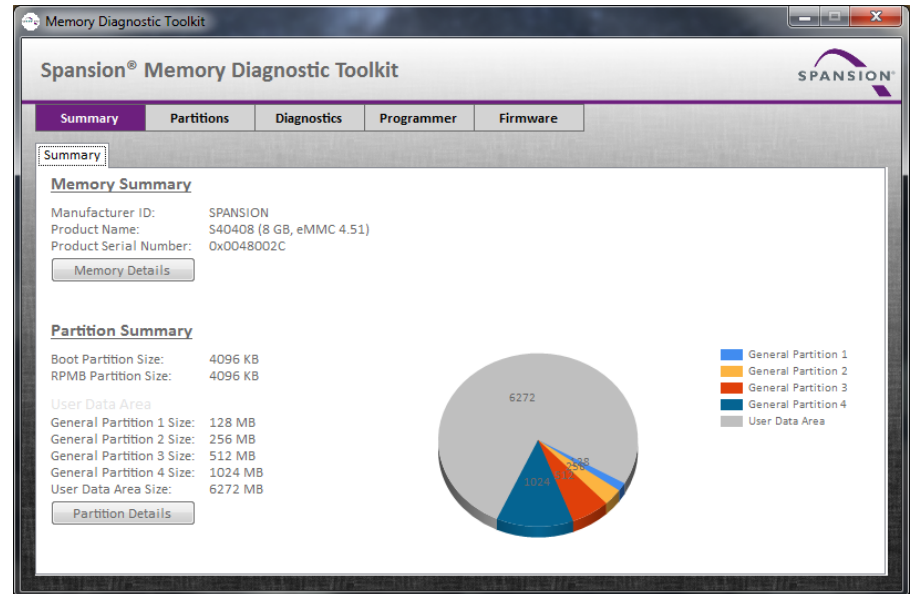 Memory Diagnostic Toolkit
Spansion® Memory Diagnostic Toolkit
SPANSION
Summary Partitions Diagnostics Programmer Firmware
Summary
Memory Summary
Manufacturer ID: SPANSION
Product Name: S40408 (8 GB, eMMC 4.51)
Product Serial Number: 0x0048002C
Memory Details
Partition Summary
Boot Partition Size: 4096 KB
RPMB Partition Size: 4096 KB
User Data Area
General Partition 1 Size: 128 MB
General Partition 2 Size: 256 MB
General Partition 3 Size: 512 MB
General Partition 4 Size: 1024 MB
User Data Area Size: 6272 MB
Partition Details
6272
128
256
512
1024
General Partition 1
General Partition 2
General Partition 3
General Partition 4
User Data Area